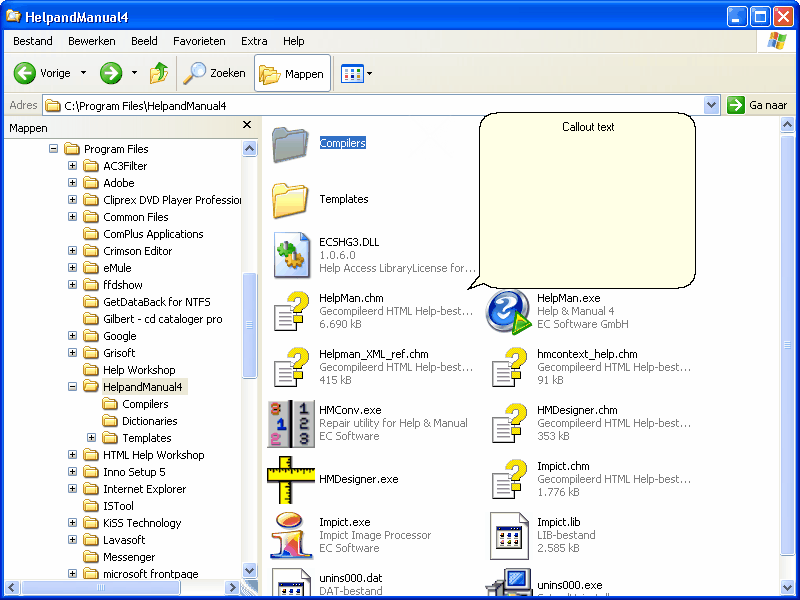 HelpandManual4
Bestand Bewerken Beeld Favorieten Extra Help
Vorige Zoeken Mappen
Adres C:\Program Files\HelpandManual4 Ga naar
Mappen
Program Files
AC3Filter
Adobe
Cliprex DVD Player Profession
Common Files
ComPlus Applications
Crimson Editor
eMule
ffdshow
GetDataBack for NTFS
Gilbert - cd cataloger pro
Google
Grisoft
Help Workshop
HelpandManual4
Compilers
Dictionaries
Templates
HTML Help Workshop
Inno Setup 5
Internet Explorer
ISTool
KiSS Technology
Lavasoft
Messenger
microsoft frontpage
Compilers
Callout text
Templates
ECSHG3.DLL
1.0.6.0
Help Access LibraryLicense for...
HelpMan.chm
Gecompileerd HTML Help-best...
6.690 kB
HelpMan.exe
Help & Manual 4
EC Software GmbH
Helpman_XML_ref.chm
Gecompileerd HTML Help-best...
415 kB
hmcontext_help.chm
Gecompileerd HTML Help-best...
91 kB
HMConv.exe
Repair utility for Help & Manual
EC Software
HMDesigner.chm
Gecompileerd HTML Help-best...
353 kB
HMDesigner.exe
Impict.chm
Gecompileerd HTML Help-best...
1.776 kB
Impict.exe
Impict Image Processor
EC Software
Impict.lib
LIB-bestand
2.585 kB
unins000.dat
DAT-bestand
unins000.exe